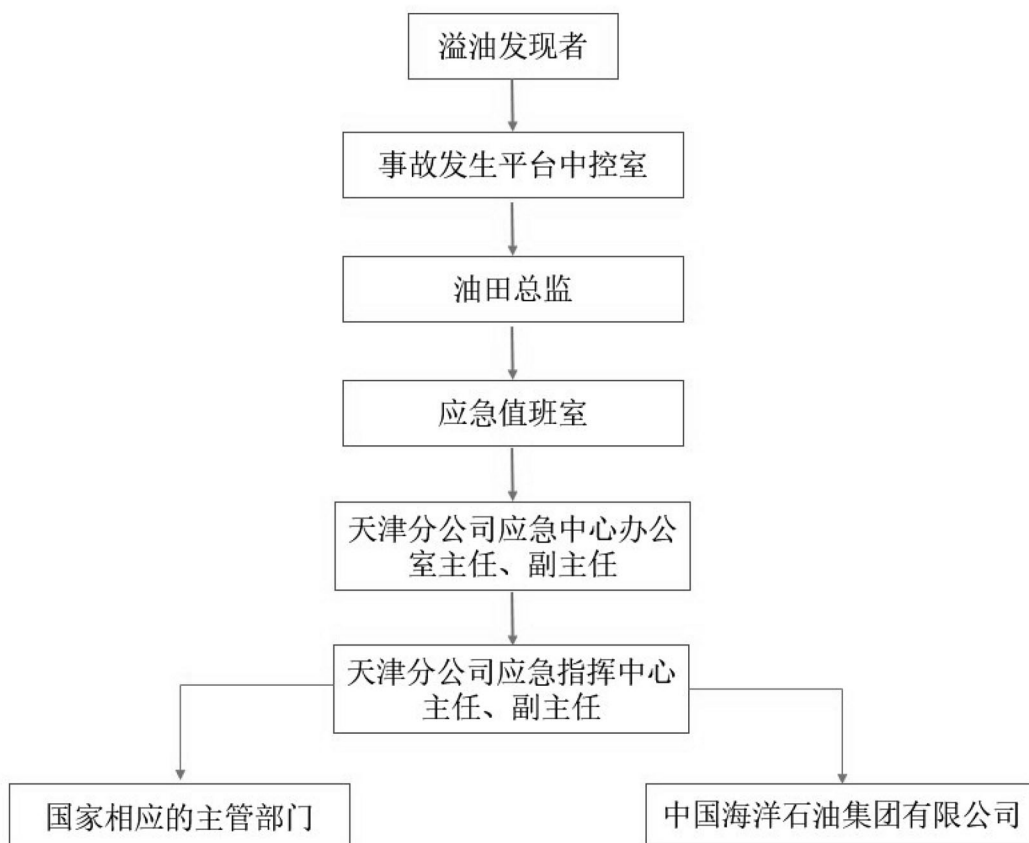 溢油发现者
事故发生平台中控室
油田总监
应急值班室
天津分公司应急中心办公
室主任、副主任
天津分公司应急指挥中心
主任、副主任
国家相应的主管部门
中国海洋石油集团有限公司